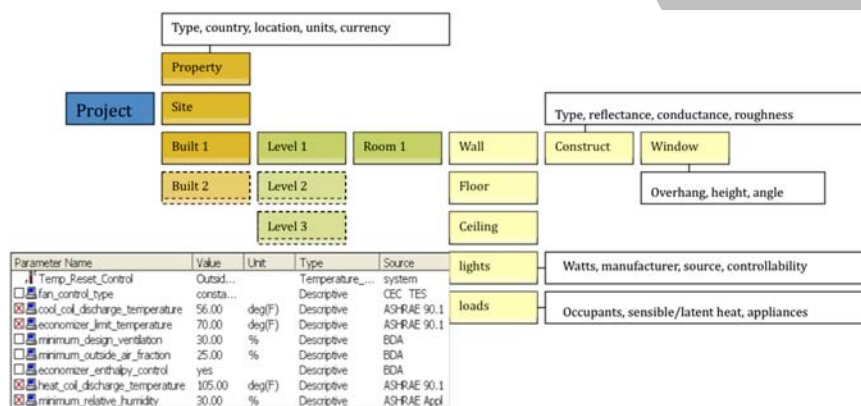 Type, country, location, units, currency
Property
Project
Site
Type, reflectance, conductance, roughness
Built 1 Level 1 Room 1 Wall Construct Window
Built 2 Level 2 Floor Overhang, height, angle
Level 3 Ceiling
lights Watts, manufacturer, source, controllability
loads Occupants, sensible/latent heat, appliances
Parameter Name Value Unit Type Source
Temp_Reset_Control Outsid... Temperature_... system
fan_control_type consta... Descriptive CEC TES
cool_coil_discharge_temperature 56.00 deg(F) Descriptive ASHRAE 90.1
economizer_limit_temperature 70.00 deg(F) Descriptive ASHRAE 90.1
minimum_design_ventilation 30.00 % Descriptive BDA
minimum_outside_air_fraction 25.00 % Descriptive BDA
economizer_enthalpy_control yes Descriptive BDA
heat_coil_discharge_temperature 105.00 deg(F) Descriptive ASHRAE 90.1
minimum_relative_humidity 30.00 % Descriptive ASHRAE Appl